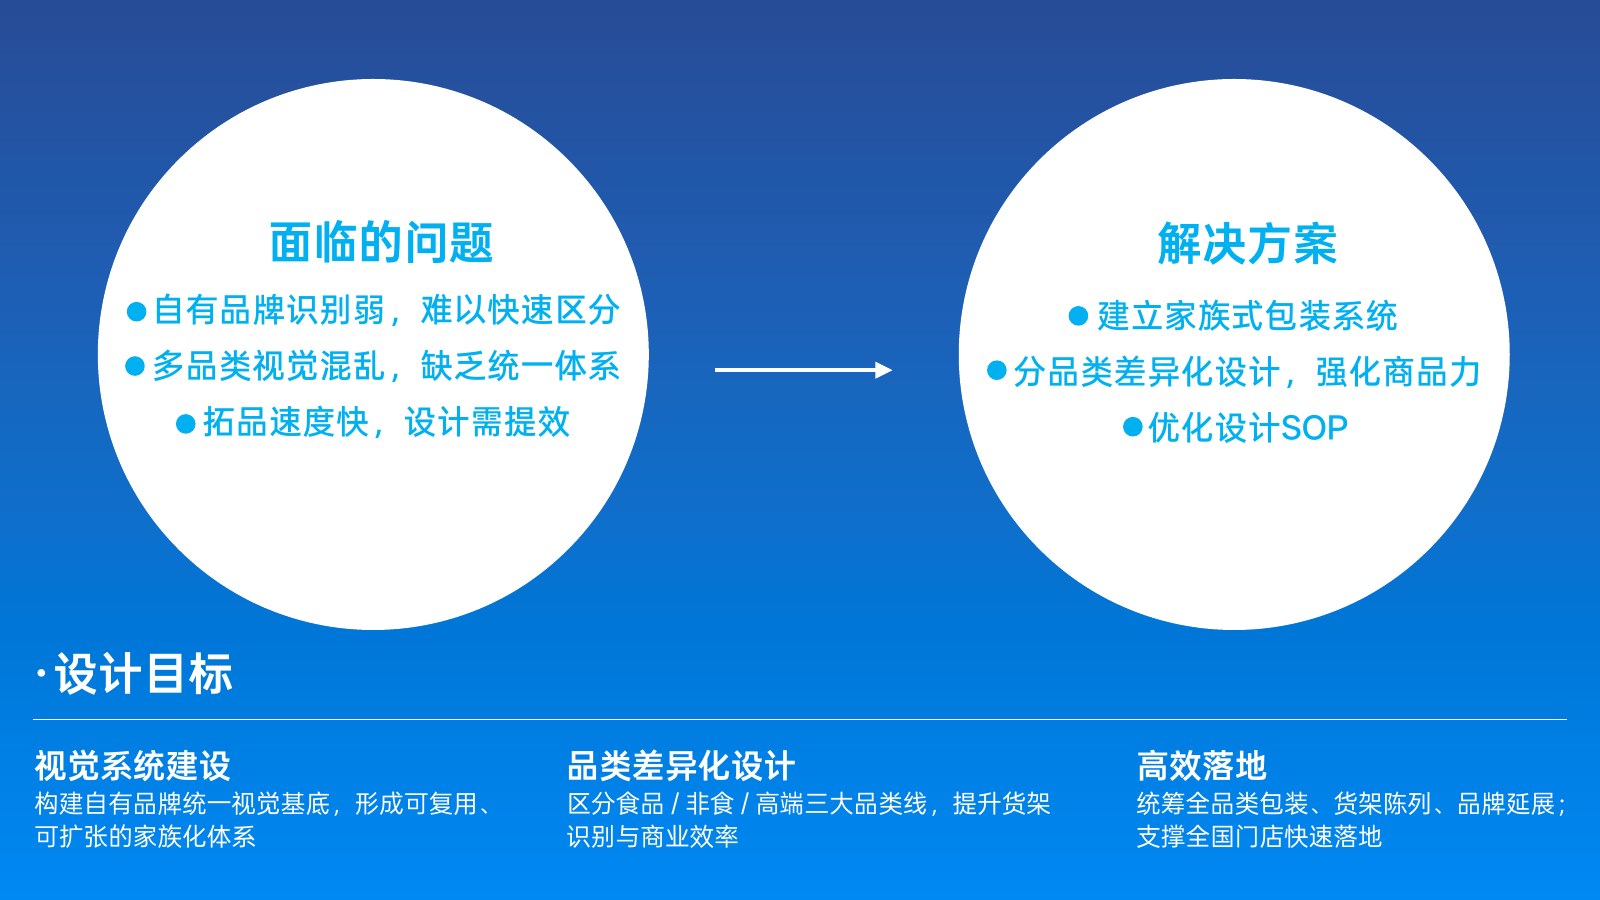 面临的问题
●自有品牌识别弱，难以快速区分
●多品类视觉混乱，缺乏统一体系
●拓品速度快，设计需提效
解决方案
●建立家族式包装系统
●分品类差异化设计，强化商品力
●优化设计SOP
·设计目标
视觉系统建设
构建自有品牌统一视觉基底，形成可复用、
可扩张的家族化体系
品类差异化设计
区分食品 / 非食 / 高端三大品类线，提升货架
识别与商业效率
高效落地
统筹全品类包装、货架陈列、品牌延展；
支撑全国门店快速落地